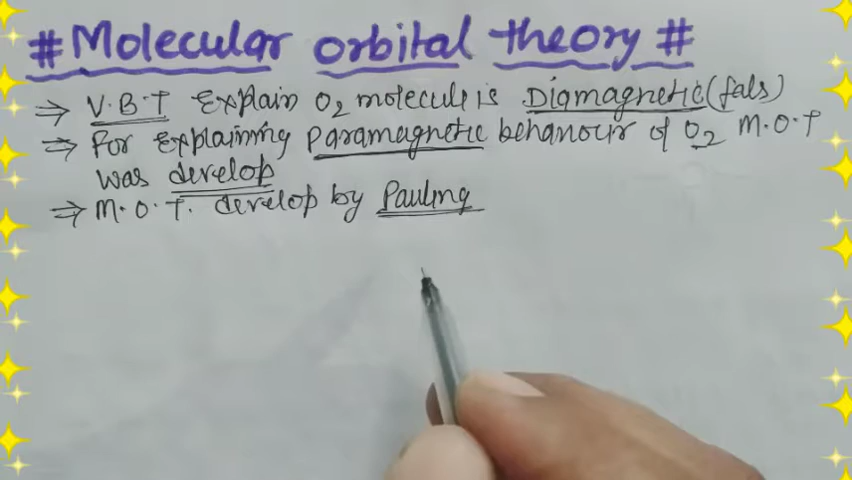 # Molecular orbital theory #
⇒ V.B.T Explain O2 molecule is Diamagnetic (fals)
⇒ For Explaining Paramagnetic behanour of O2 M.O.T
was develop
⇒ M.O.T. develop by Pauling